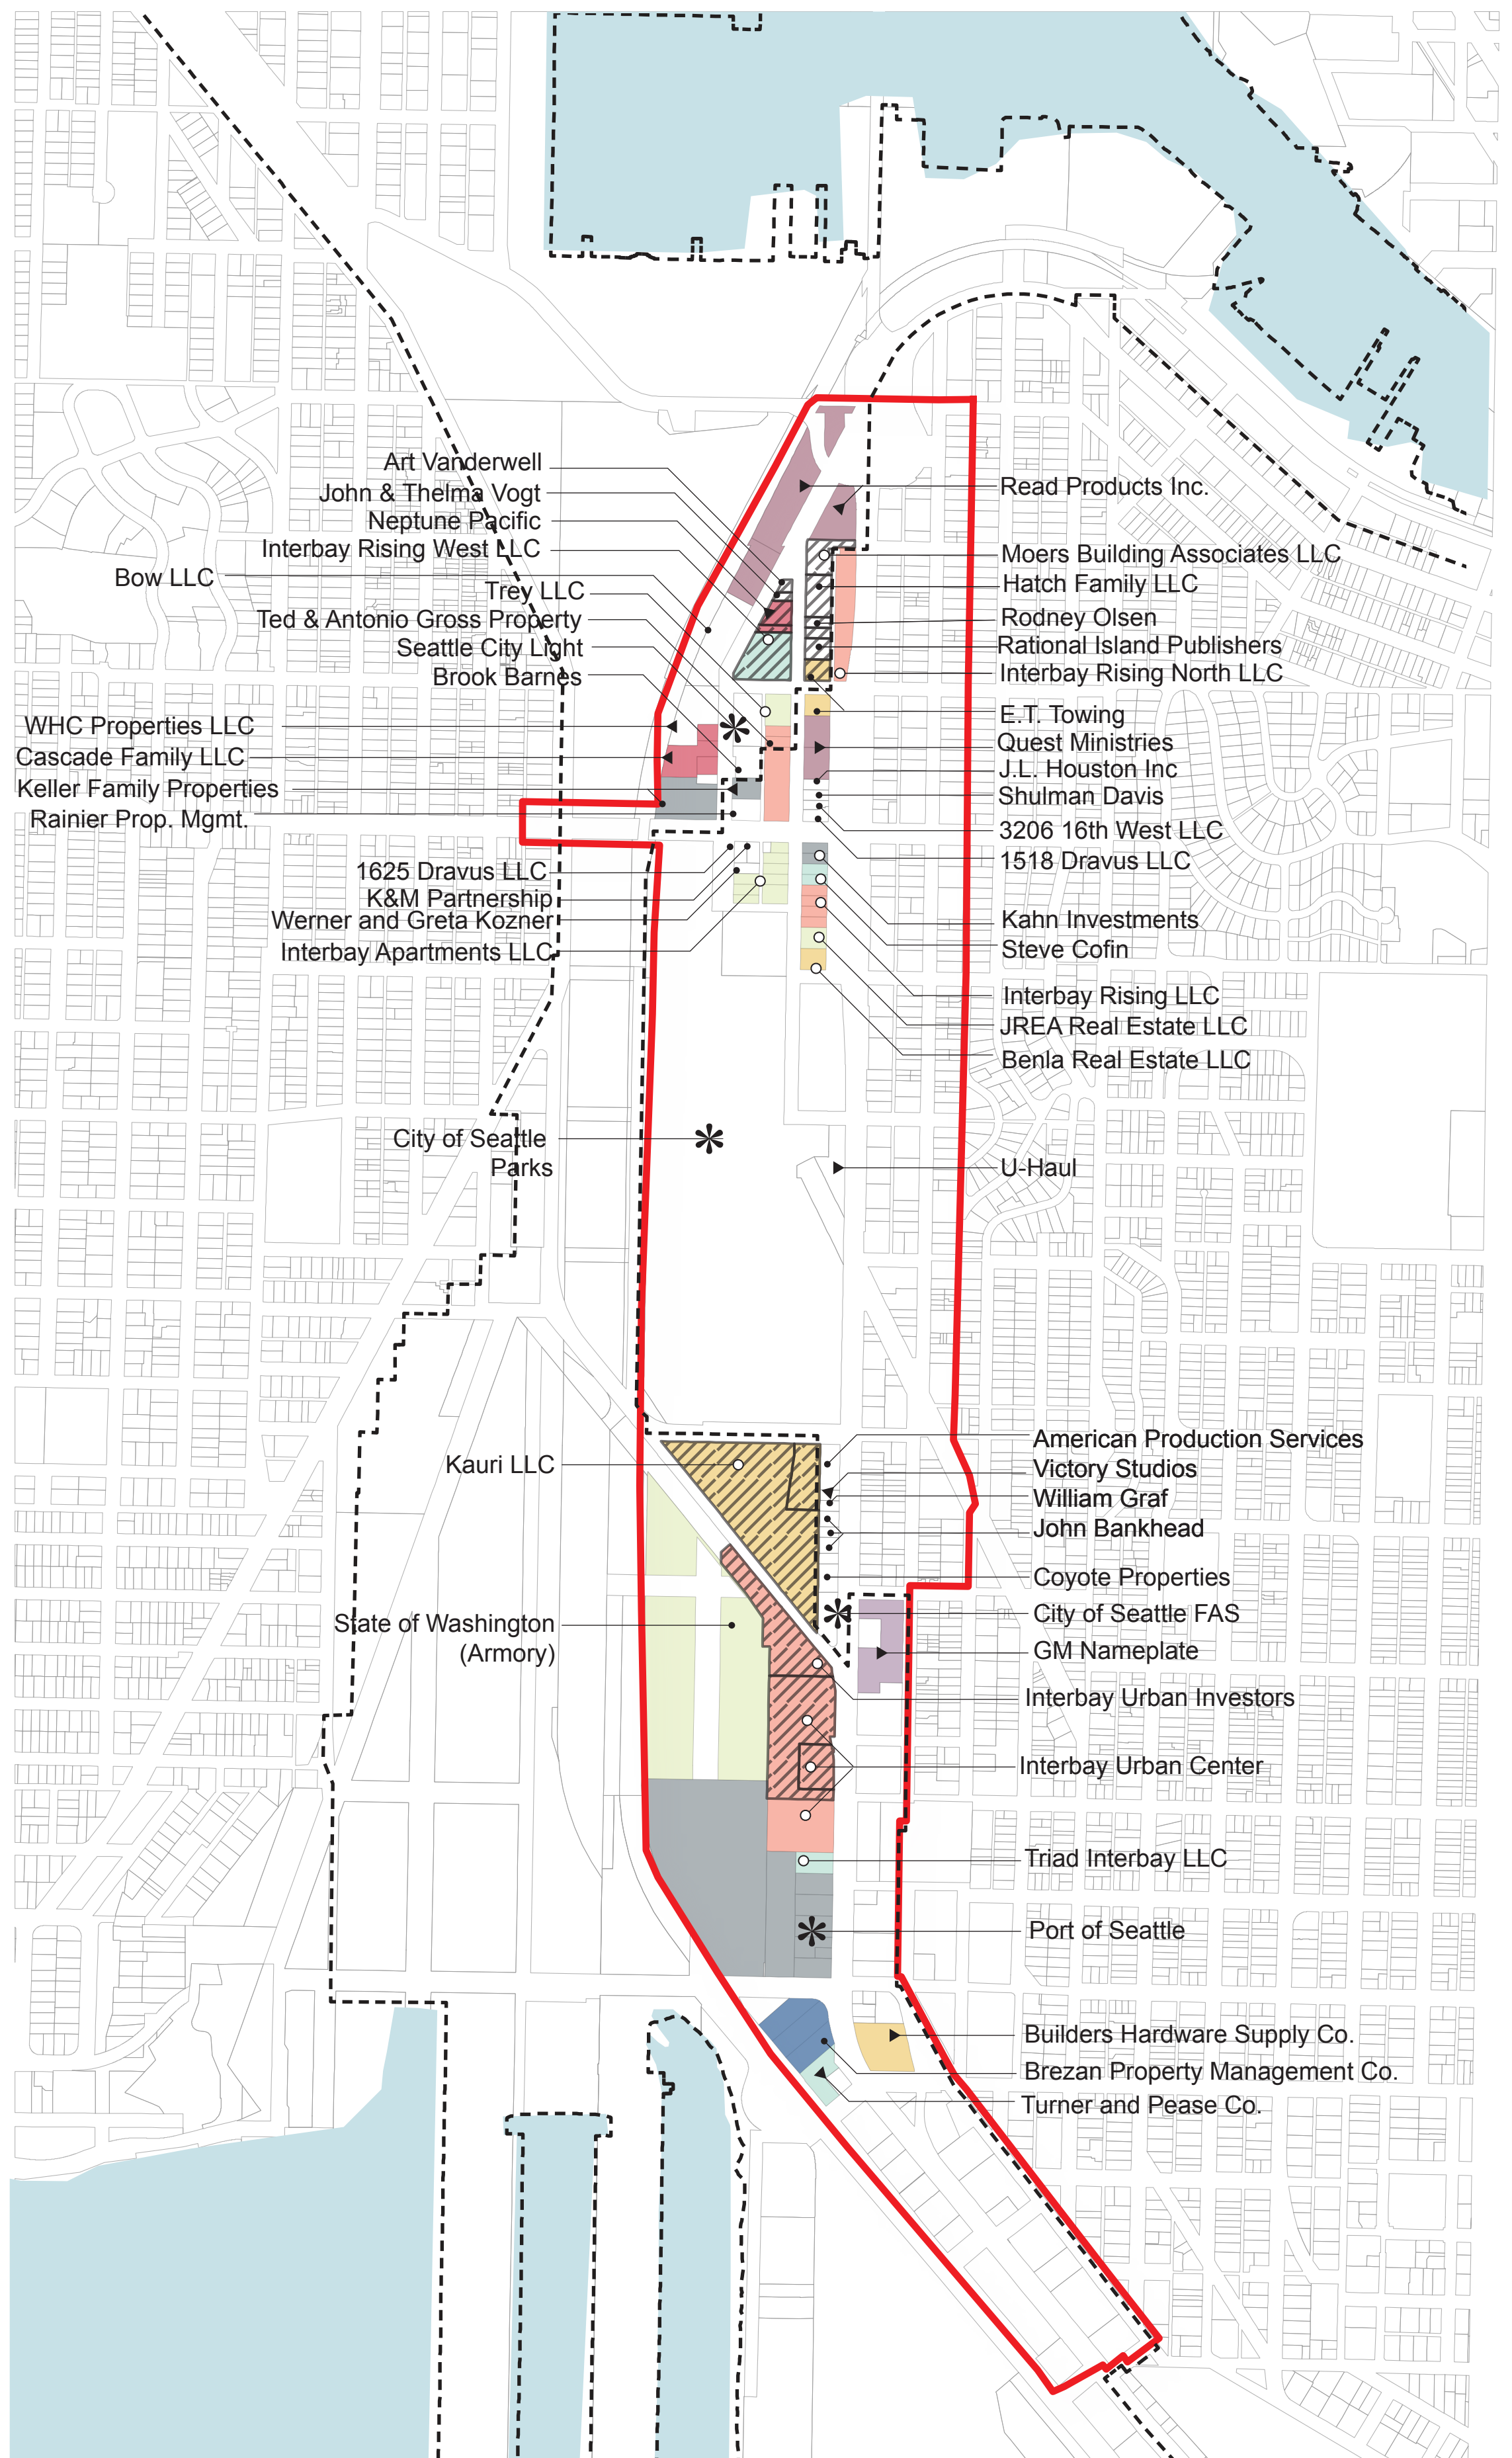 Art Vanderwell
John & Thelma Vogt
Neptune Pacific
Interbay Rising West LLC
Bow LLC
Trey LLC
Ted & Antonio Gross Property
Seattle City Light
Brook Barnes
WHC Properties LLC
Cascade Family LLC
Keller Family Properties
Rainier Prop. Mgmt.
1625 Dravus LLC
K&M Partnership
Werner and Greta Kozner
Interbay Apartments LLC
City of Seattle
Parks
Kauri LLC
State of Washington
(Armory)
Read Products Inc.
Moers Building Associates LLC
Hatch Family LLC
Rodney Olsen
Rational Island Publishers
Interbay Rising North LLC
E.T. Towing
Quest Ministries
J.L. Houston Inc
Shulman Davis
3206 16th West LLC
1518 Dravus LLC
Kahn Investments
Steve Cofin
Interbay Rising LLC
JREA Real Estate LLC
Benla Real Estate LLC
U-Haul
American Production Services
Victory Studios
William Graf
John Bankhead
Coyote Properties
City of Seattle FAS
GM Nameplate
Interbay Urban Investors
Interbay Urban Center
Triad Interbay LLC
Port of Seattle
Builders Hardware Supply Co.
Brezan Property Management Co.
Turner and Pease Co.